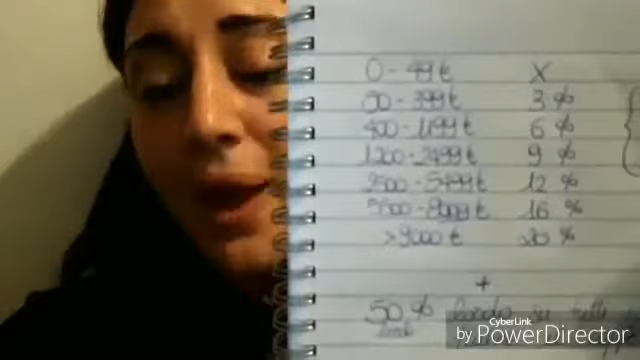 0 - 49 € X
50 - 399 € 3 %
400 - 1199 € 6 %
1200 - 2499 € 9 %
2500 - 5499 € 12 %
5500 - 8999 € 16 %
> 9000 € 20 %
+
50 % su
CyberLink
by PowerDirector